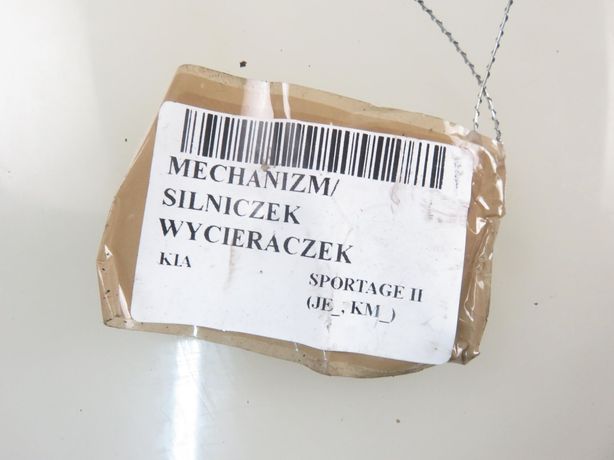 MECHANIZM/
SILNICZEK
WYCIERACZEK
KIA
SPORTAGE II
(JE_, KM_)